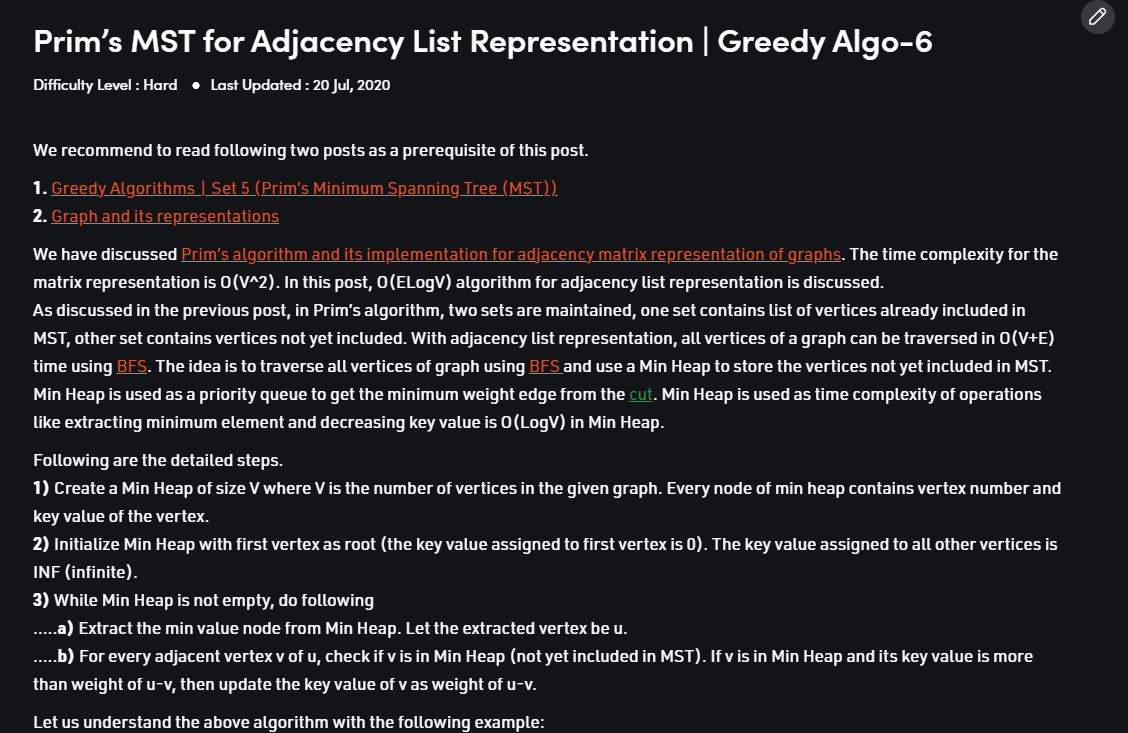 Prim's MST for Adjacency List Representation | Greedy Algo-6
Difficulty Level : Hard ● Last Updated : 20 Jul, 2020
We recommend to read following two posts as a prerequisite of this post.
1. Greedy Algorithms | Set 5 (Prim's Minimum Spanning Tree (MST))
2. Graph and its representations
We have discussed Prim's algorithm and its implementation for adjacency matrix representation of graphs. The time complexity for the
matrix representation is O(V^2). In this post, O(ELogV) algorithm for adjacency list representation is discussed.
As discussed in the previous post, in Prim's algorithm, two sets are maintained, one set contains list of vertices already included in
MST, other set contains vertices not yet included. With adjacency list representation, all vertices of a graph can be traversed in O(V+E)
time using BFS. The idea is to traverse all vertices of graph using BFS and use a Min Heap to store the vertices not yet included in MST.
Min Heap is used as a priority queue to get the minimum weight edge from the cut. Min Heap is used as time complexity of operations
like extracting minimum element and decreasing key value is O(LogV) in Min Heap.
Following are the detailed steps.
1) Create a Min Heap of size V where V is the number of vertices in the given graph. Every node of min heap contains vertex number and
key value of the vertex.
2) Initialize Min Heap with first vertex as root (the key value assigned to first vertex is 0). The key value assigned to all other vertices is
INF (infinite).
3) While Min Heap is not empty, do following
.....a) Extract the min value node from Min Heap. Let the extracted vertex be u.
.....b) For every adjacent vertex v of u, check if v is in Min Heap (not yet included in MST). If v is in Min Heap and its key value is more
than weight of u-v, then update the key value of v as weight of u-v.
Let us understand the above algorithm with the following example: